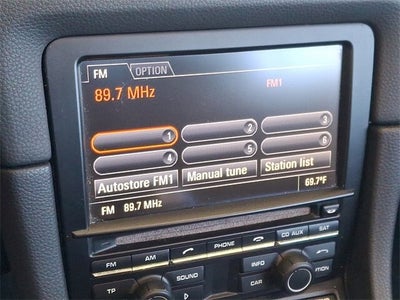 FM OPTION
89.7 MHz FM1
1 2 3
4 5 6
Autostore FM1 Manual tune Station list
FM 89.7 MHz 69.7°F
CD AUX SAT
FM AM PHONE
TP SOUND INFO OPTION